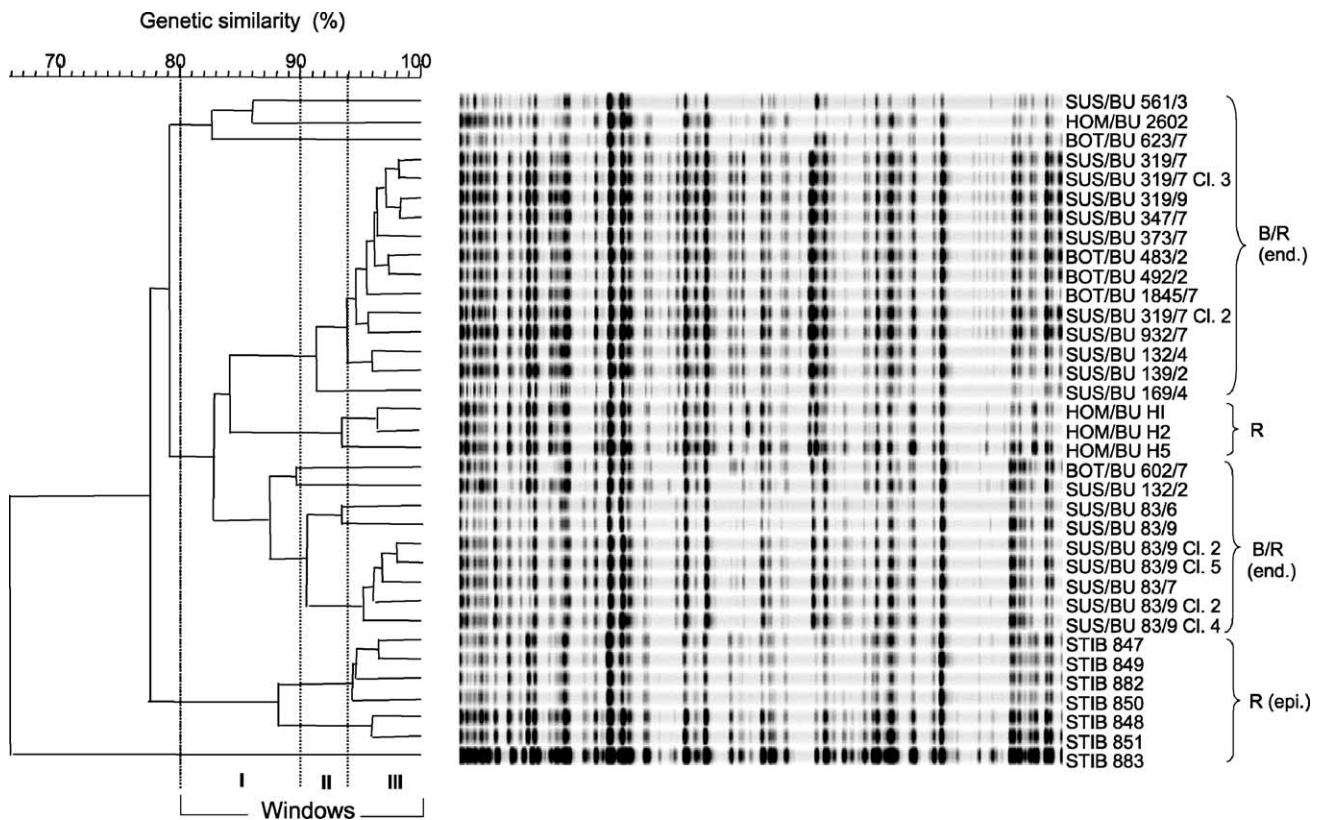 Genetic similarity (%)
70 80 90 100
SUS/BU 561/3
HOM/BU 2602
BOT/BU 623/7
SUS/BU 319/7
SUS/BU 319/7 Cl. 3
SUS/BU 319/9
SUS/BU 347/7
SUS/BU 373/7
BOT/BU 483/2
BOT/BU 492/2
BOT/BU 1845/7
SUS/BU 319/7 Cl. 2
SUS/BU 932/7
SUS/BU 132/4
SUS/BU 139/2
SUS/BU 169/4
B/R
(end.)
HOM/BU HI
HOM/BU H2
HOM/BU H5
R
BOT/BU 602/7
SUS/BU 132/2
SUS/BU 83/6
SUS/BU 83/9
SUS/BU 83/9 Cl. 2
SUS/BU 83/9 Cl. 5
SUS/BU 83/7
SUS/BU 83/9 Cl. 2
SUS/BU 83/9 Cl. 4
B/R
(end.)
STIB 847
STIB 849
STIB 882
STIB 850
STIB 848
STIB 851
STIB 883
R (epi.)
I II III
Windows